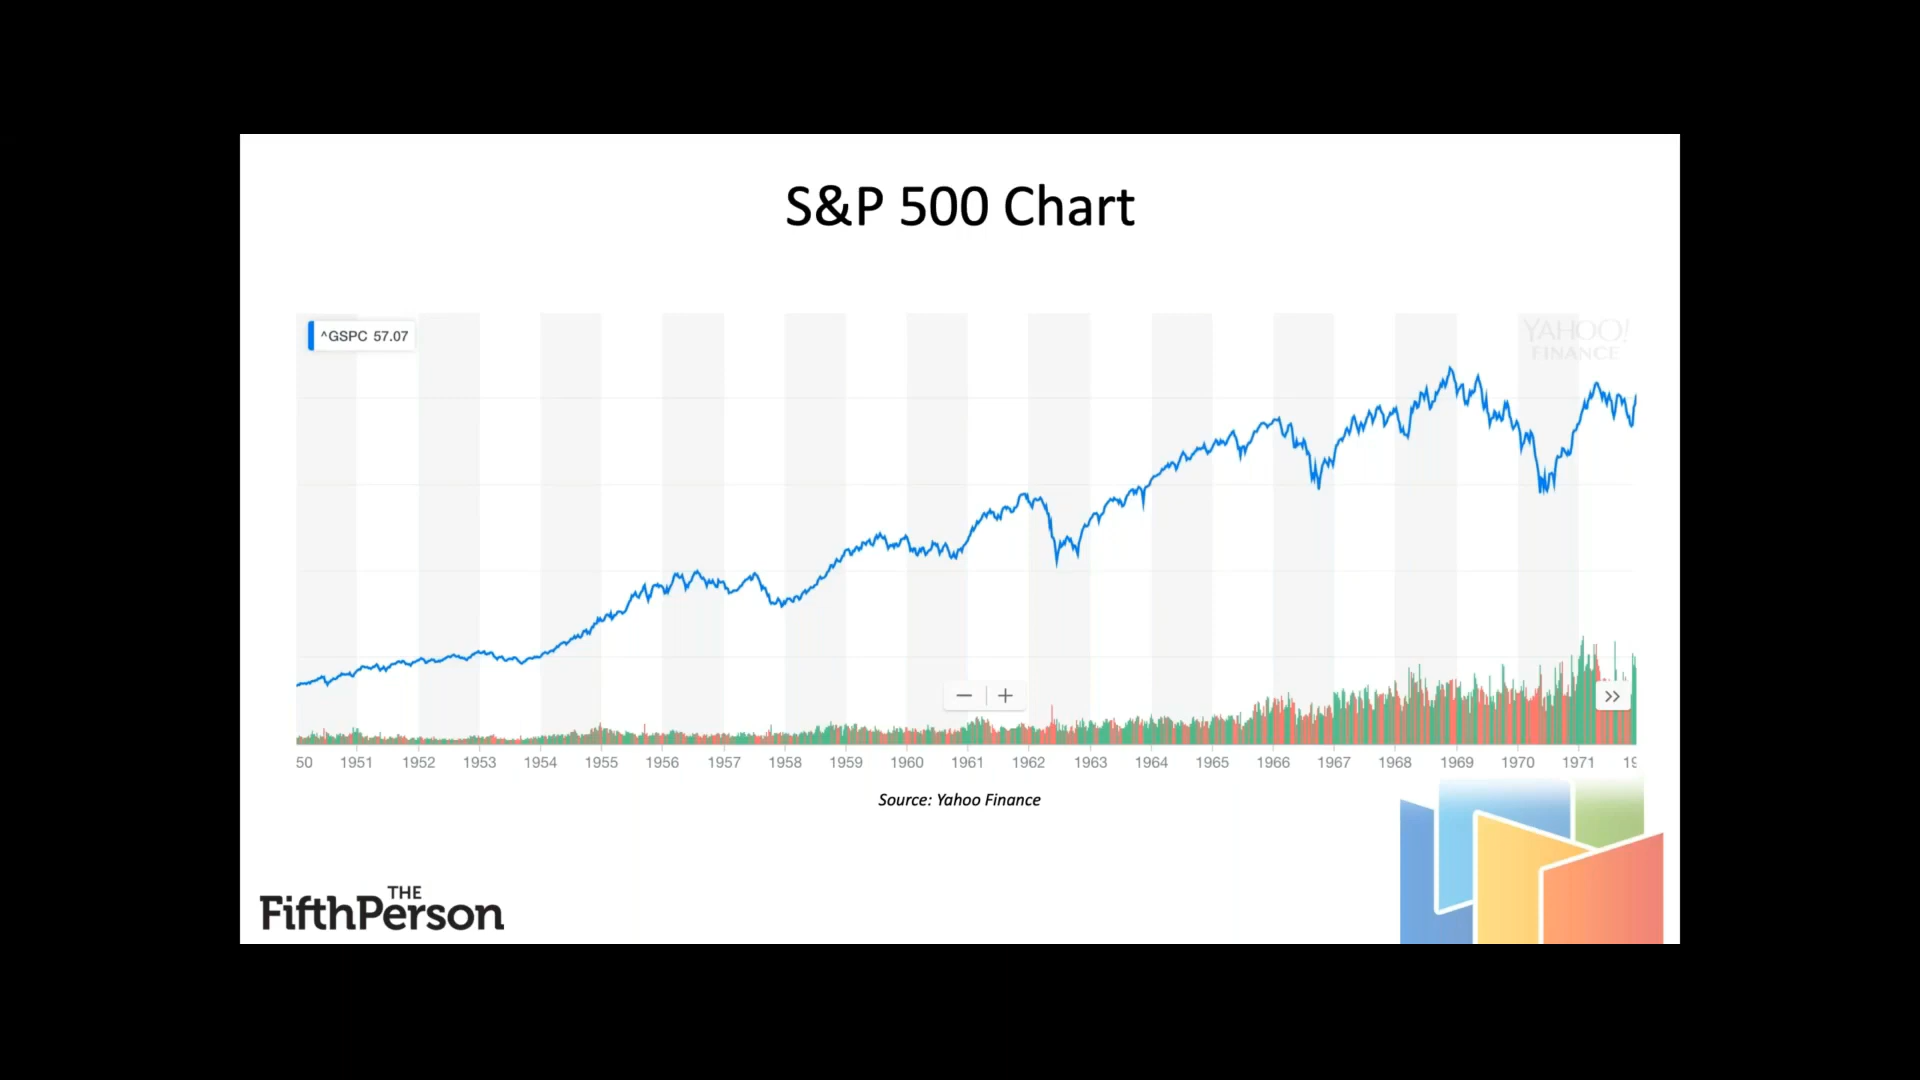 S&P 500 Chart
^GSPC 57.07
YAHOO!
FINANCE
50 1951 1952 1953 1954 1955 1956 1957 1958 1959 1960 1961 1962 1963 1964 1965 1966 1967 1968 1969 1970 1971 19
Source: Yahoo Finance
THE
FifthPerson